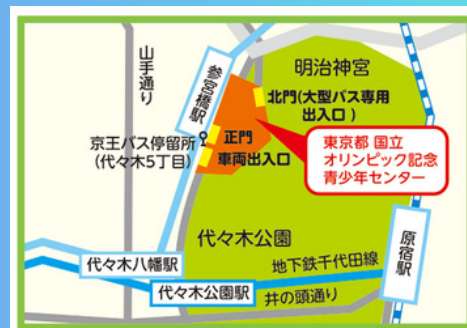 山手通り
参宮橋駅
明治神宮
北門(大型バス専用
出入口)
京王バス停留所
(代々木5丁目)
正門
車両出入口
東京都 国立
オリンピック記念
青少年センター
代々木公園
原宿駅
代々木八幡駅
地下鉄千代田線
代々木公園駅
井の頭通り